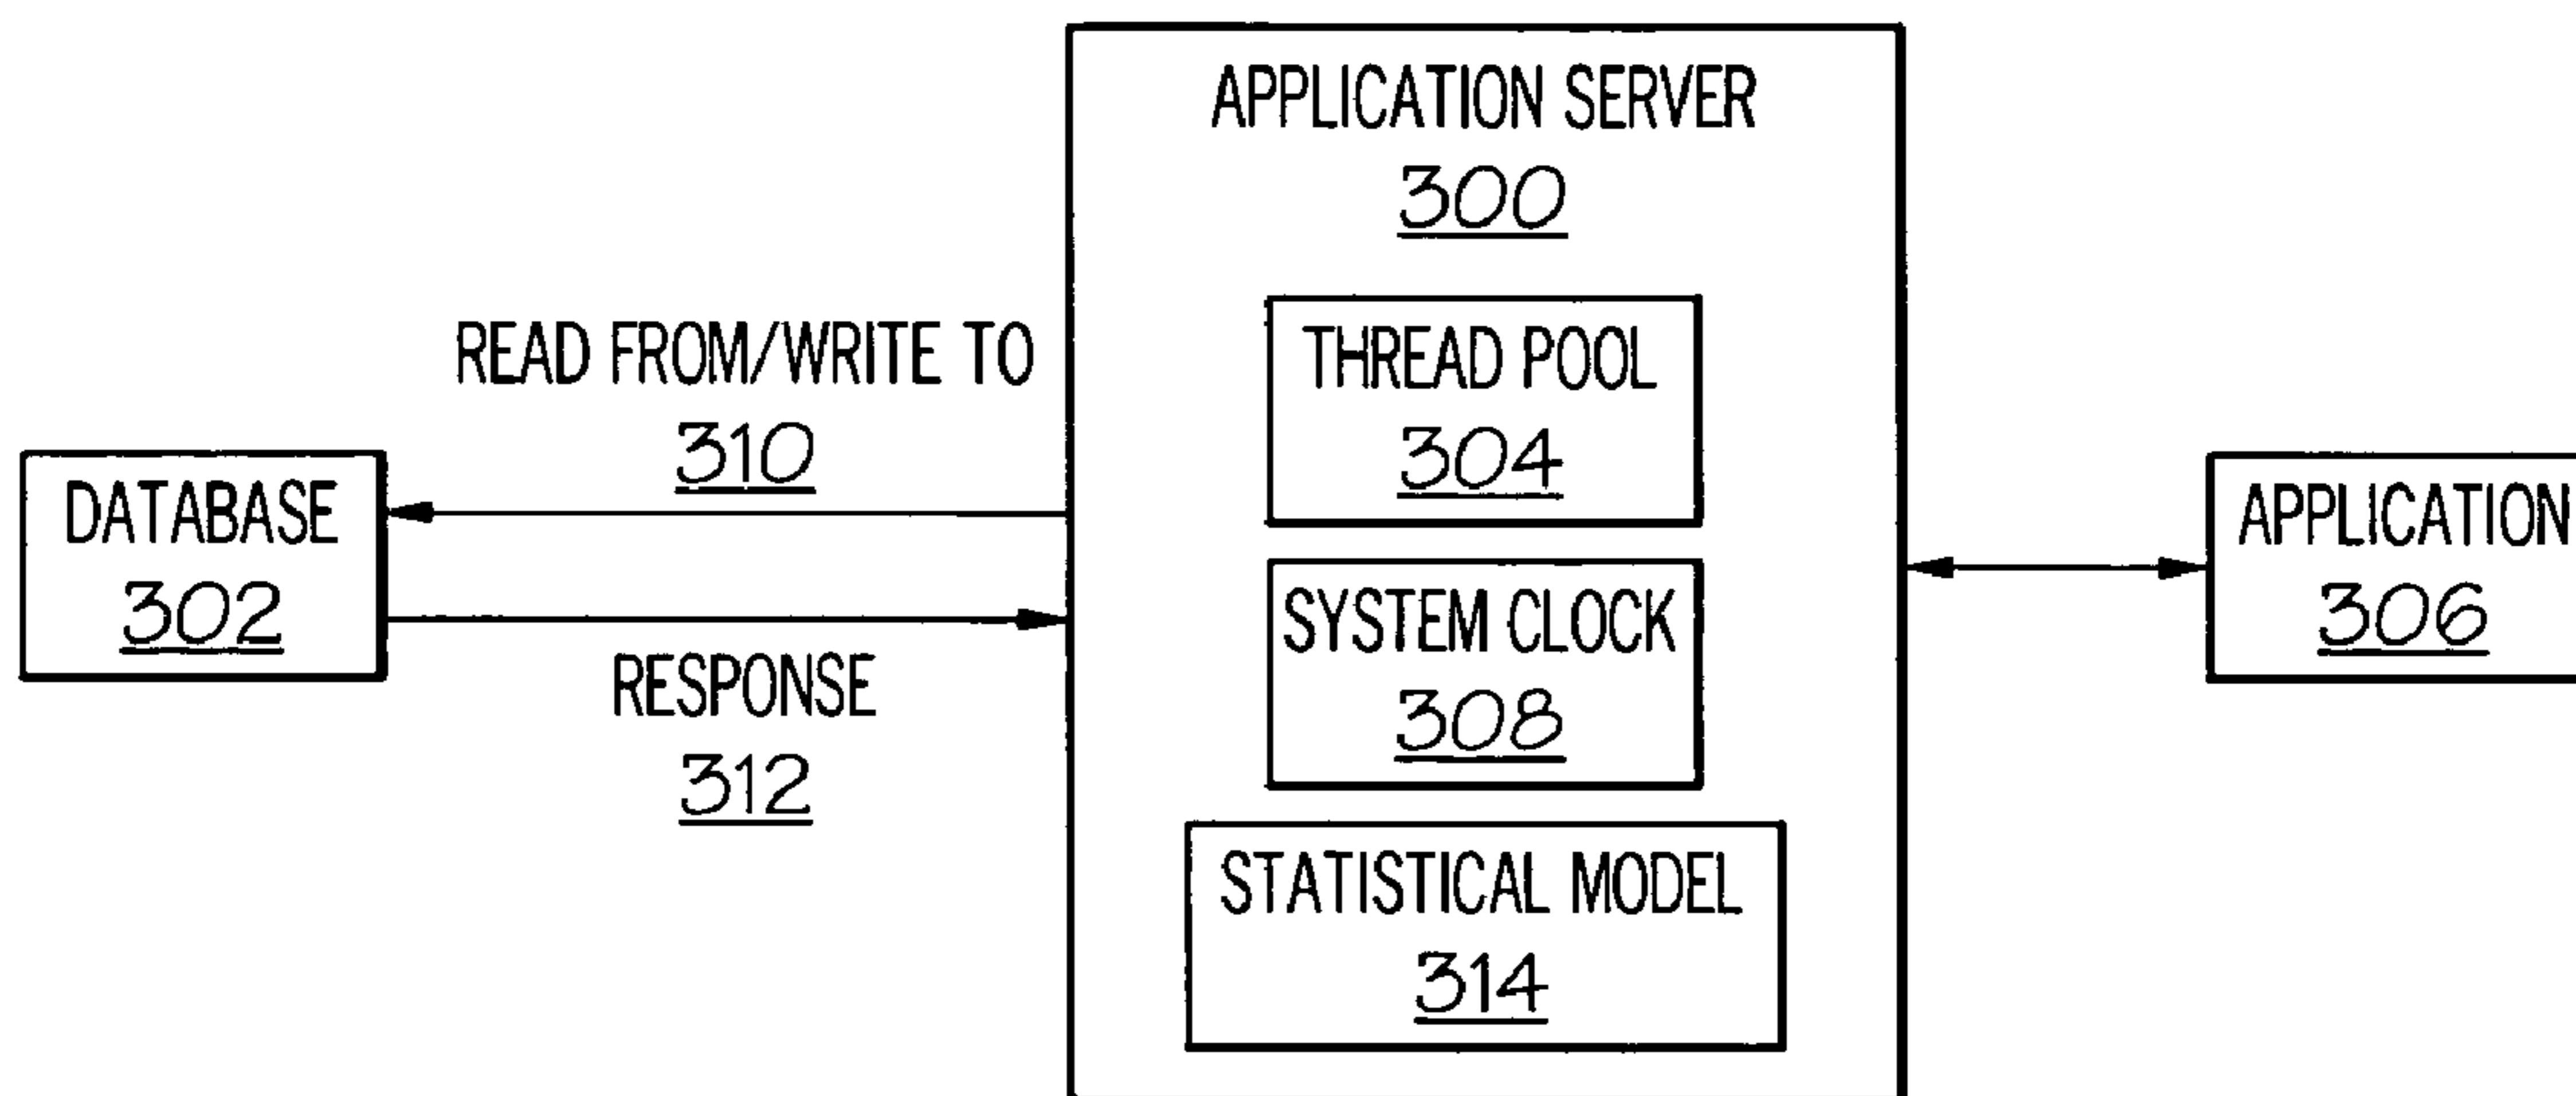 APPLICATION SERVER
300
READ FROM/WRITE TO
310
DATABASE
302
RESPONSE
312
THREAD POOL
304
SYSTEM CLOCK
308
STATISTICAL MODEL
314
APPLICATION
306